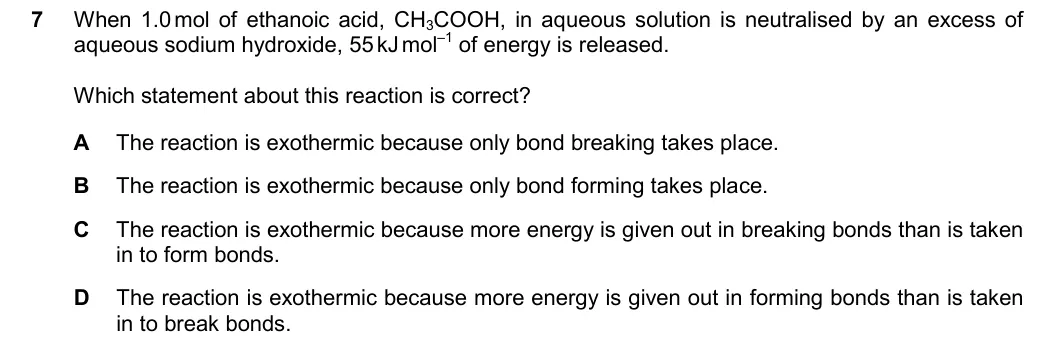 7 When 1.0 mol of ethanoic acid, CH₃COOH, in aqueous solution is neutralised by an excess of
aqueous sodium hydroxide, 55 kJ mol⁻¹ of energy is released.
Which statement about this reaction is correct?
A The reaction is exothermic because only bond breaking takes place.
B The reaction is exothermic because only bond forming takes place.
C The reaction is exothermic because more energy is given out in breaking bonds than is taken
in to form bonds.
D The reaction is exothermic because more energy is given out in forming bonds than is taken
in to break bonds.